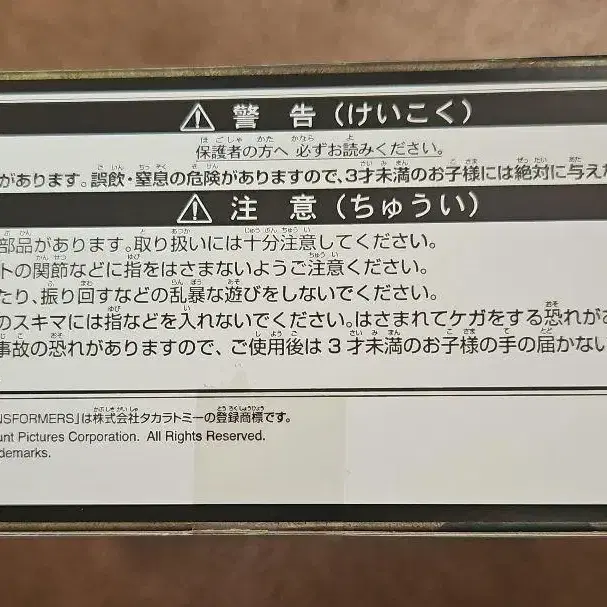 ⚠ 警 告 (けいこく)
ほごしゃ かた かなら よ
保護者の方へ 必ずお読みください。
があります。誤飲・窒息の危険がありますので、3才未満のお子様には絶対に与えた
⚠ 注 意 (ちゅうい)
部品があります。取り扱いには十分注意してください。
トの関節などに指をはさまないようご注意ください。
たり、振り回すなどの乱暴な遊びをしないでください。
のスキマには指などを入れないでください。はさまれてケガをする恐れがあ
事故の恐れがありますので、ご使用後は3才未満のお子様の手の届かない
NSFORMERS」は株式会社タカラトミーの登録商標です。
unt Pictures Corporation. All Rights Reserved.
demarks.